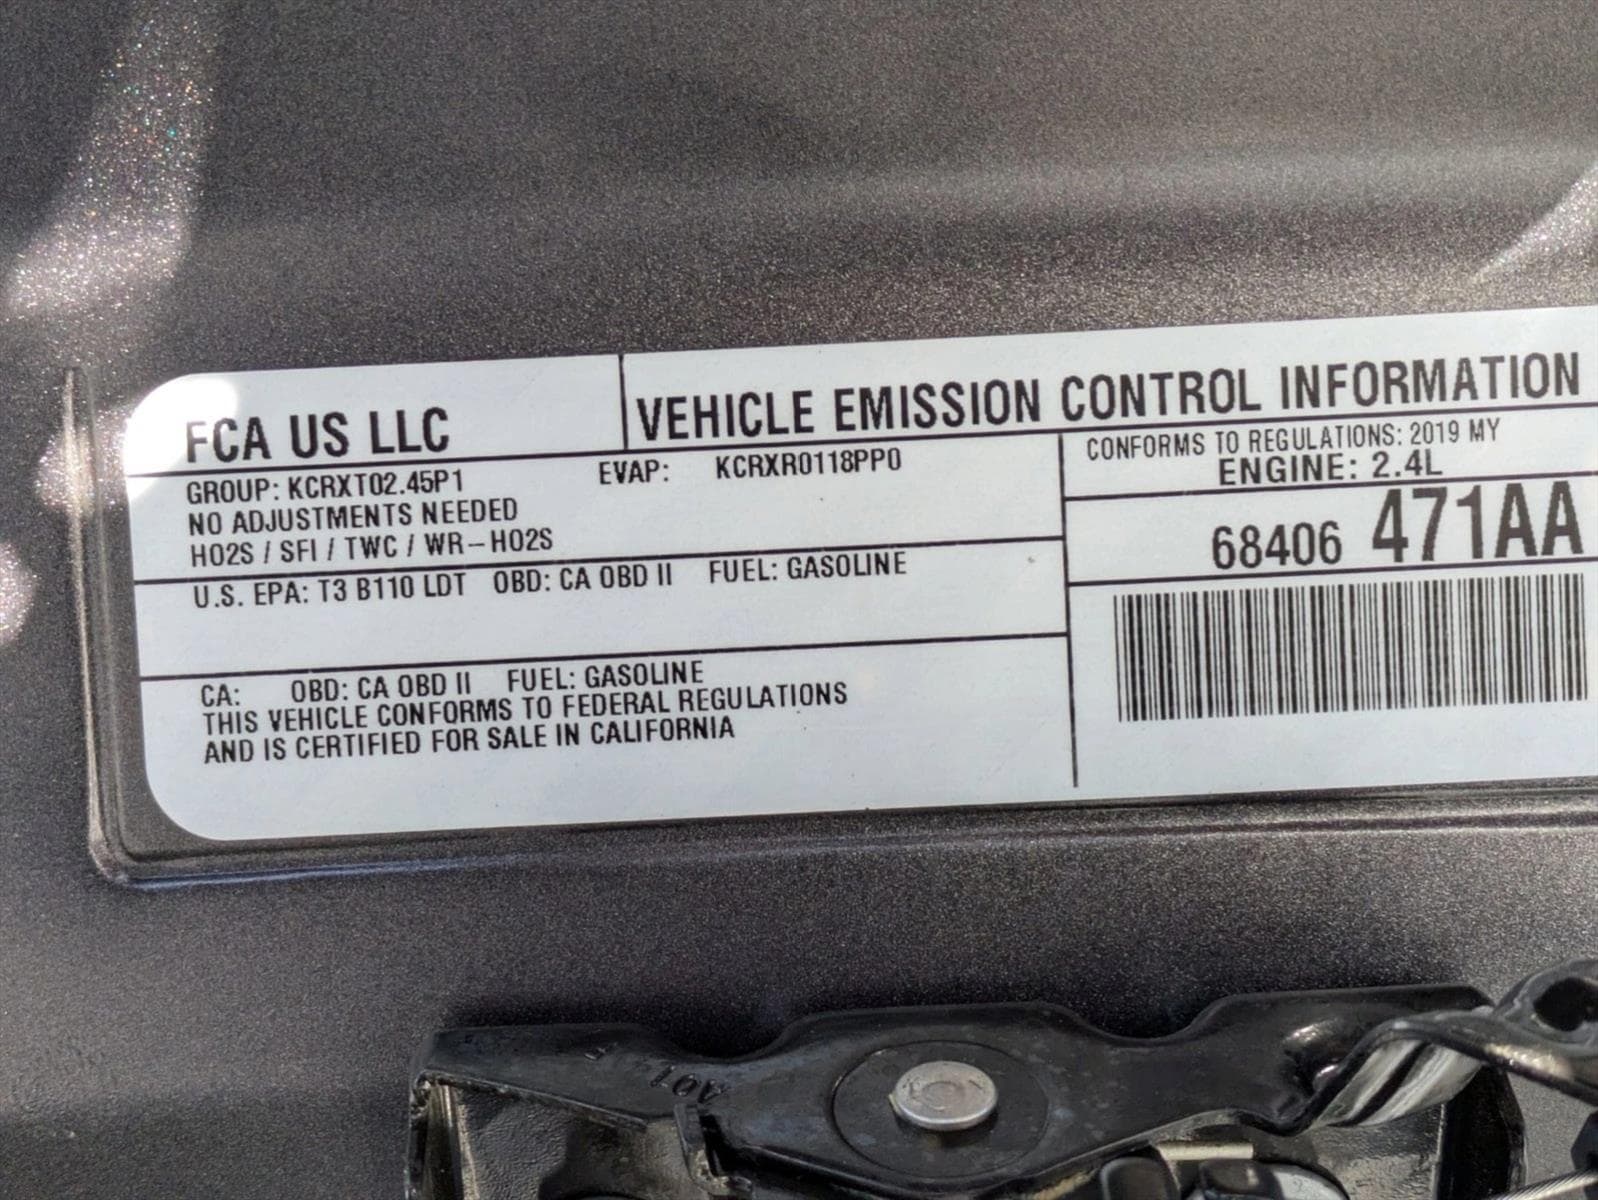 FCA US LLC
VEHICLE EMISSION CONTROL INFORMATION
GROUP: KCRXT02.45P1 EVAP: KCRXR0118PP0
NO ADJUSTMENTS NEEDED
HO2S / SFI / TWC / WR-HO2S
CONFORMS TO REGULATIONS: 2019 MY
ENGINE: 2.4L
68406 471AA
U.S. EPA: T3 B110 LDT OBD: CA OBD II FUEL: GASOLINE
CA: OBD: CA OBD II FUEL: GASOLINE
THIS VEHICLE CONFORMS TO FEDERAL REGULATIONS
AND IS CERTIFIED FOR SALE IN CALIFORNIA